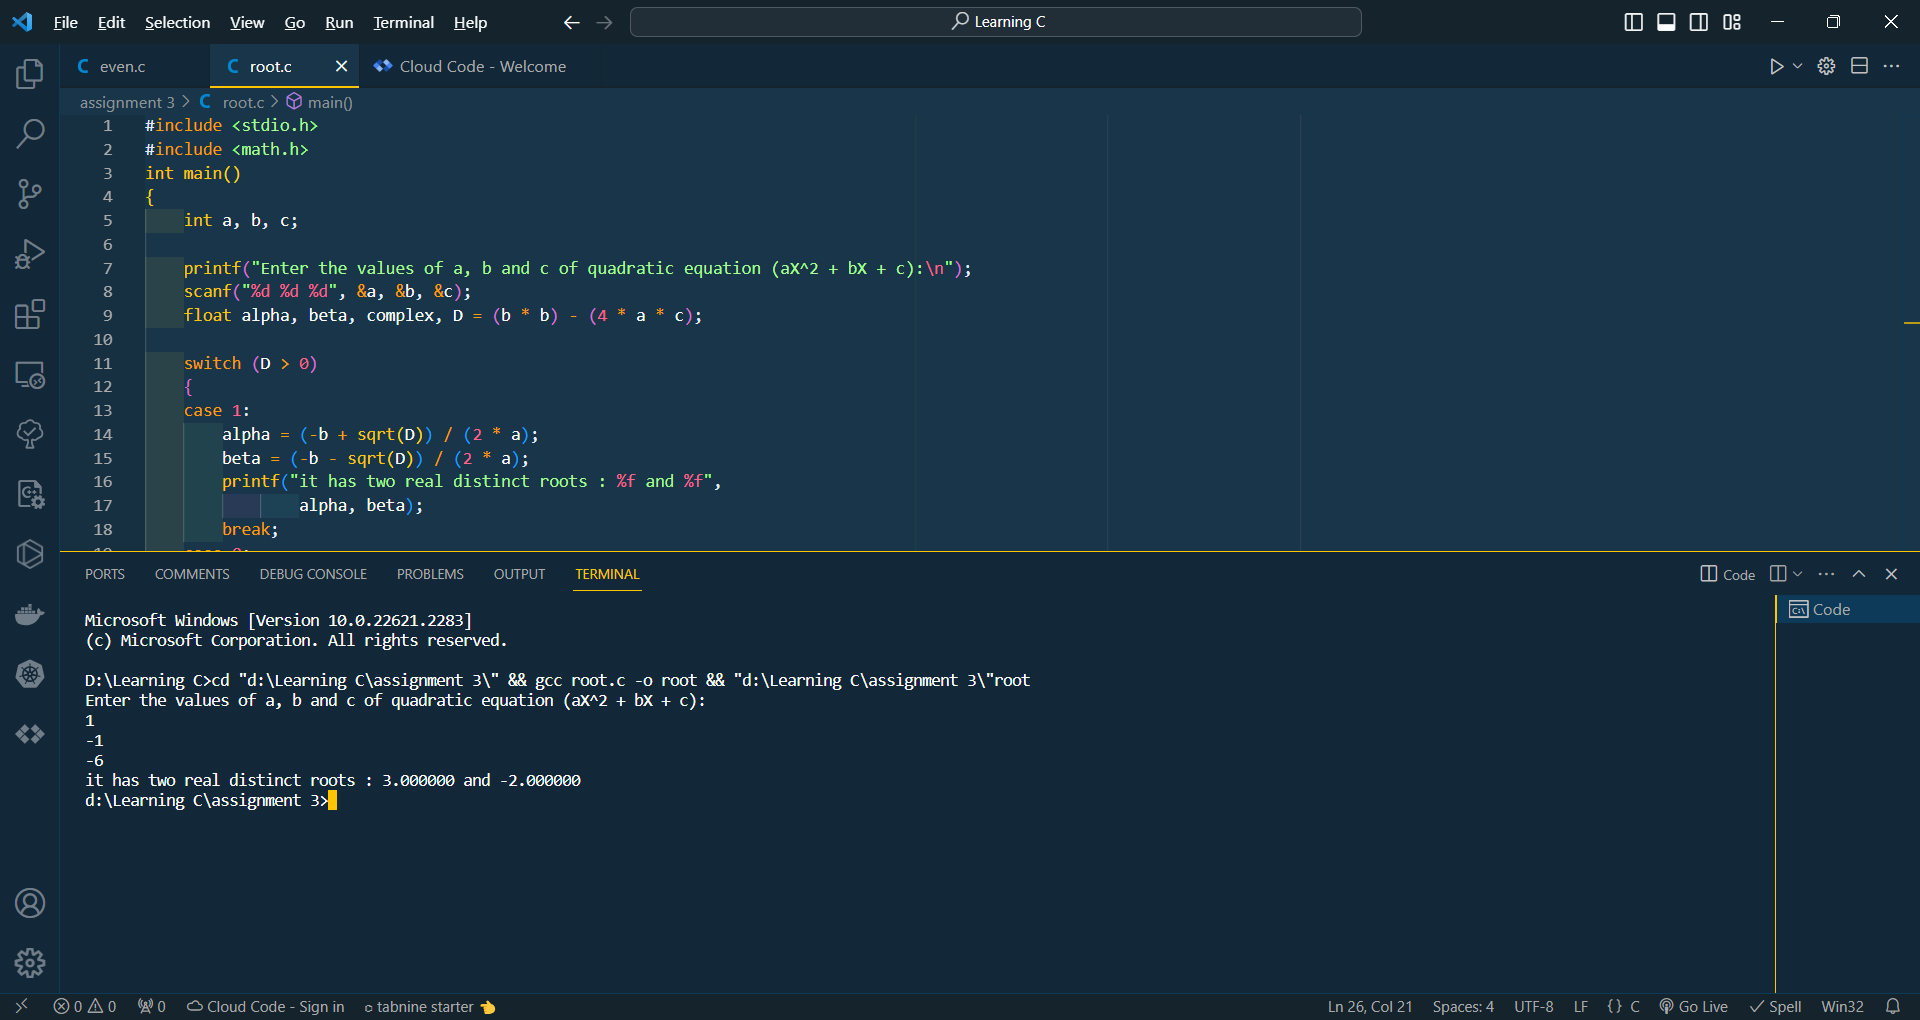 File Edit Selection View Go Run Terminal Help Learning C
even.c root.c Cloud Code - Welcome
assignment 3 > root.c > main()
1 #include <stdio.h>
2 #include <math.h>
3 int main()
4 {
5 int a, b, c;
6
7 printf("Enter the values of a, b and c of quadratic equation (aX^2 + bX + c):\n");
8 scanf("%d %d %d", &a, &b, &c);
9 float alpha, beta, complex, D = (b * b) - (4 * a * c);
10
11 switch (D > 0)
12 {
13 case 1:
14 alpha = (-b + sqrt(D)) / (2 * a);
15 beta = (-b - sqrt(D)) / (2 * a);
16 printf("it has two real distinct roots : %f and %f",
17 alpha, beta);
18 break;
PORTS COMMENTS DEBUG CONSOLE PROBLEMS OUTPUT TERMINAL Code
Code
Microsoft Windows [Version 10.0.22621.2283]
(c) Microsoft Corporation. All rights reserved.
D:\Learning C>cd "d:\Learning C\assignment 3\" && gcc root.c -o root && "d:\Learning C\assignment 3\"root
Enter the values of a, b and c of quadratic equation (aX^2 + bX + c):
1
-1
-6
it has two real distinct roots : 3.000000 and -2.000000
d:\Learning C\assignment 3>
0 0 0 Cloud Code - Sign in tabnine starter Ln 26, Col 21 Spaces: 4 UTF-8 LF {} C Go Live Spell Win32